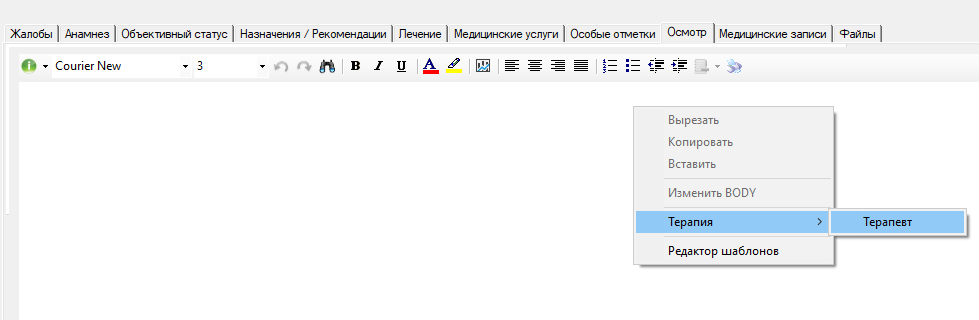 Жалобы Анамнез Объективный статус Назначения / Рекомендации Лечение Медицинские услуги Особые отметки Осмотр Медицинские записи Файлы
Courier New 3 B I U A
Вырезать
Копировать
Вставить
Изменить BODY
Терапия Терапевт
Редактор шаблонов